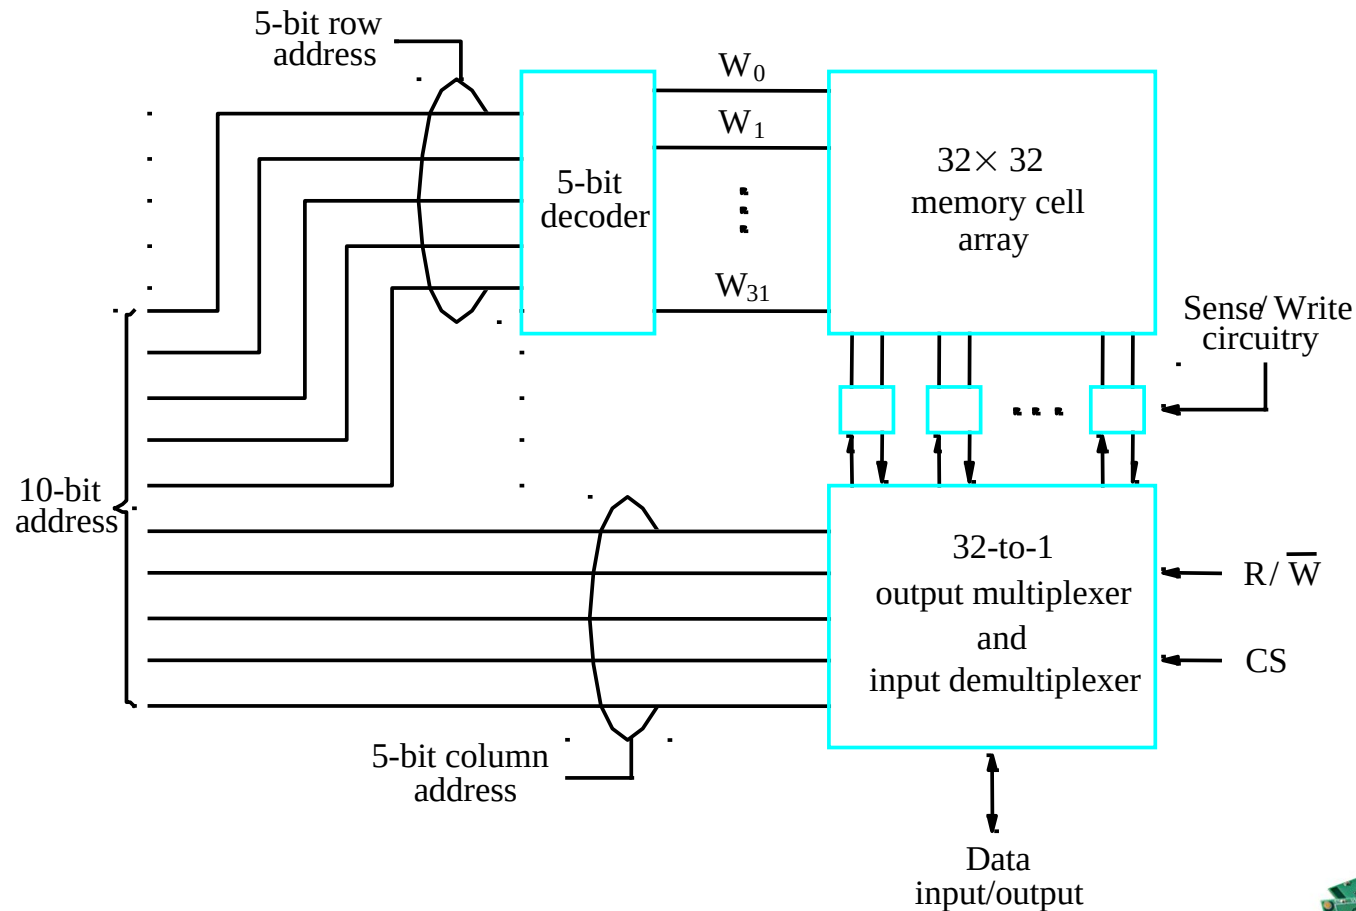 5-bit row
address
W0
W1
5-bit
decoder
32× 32
memory cell
array
W31
Sense/ Write
circuitry
10-bit
address
32-to-1
output multiplexer
and
input demultiplexer
R/ W̅
CS
5-bit column
address
Data
input/output